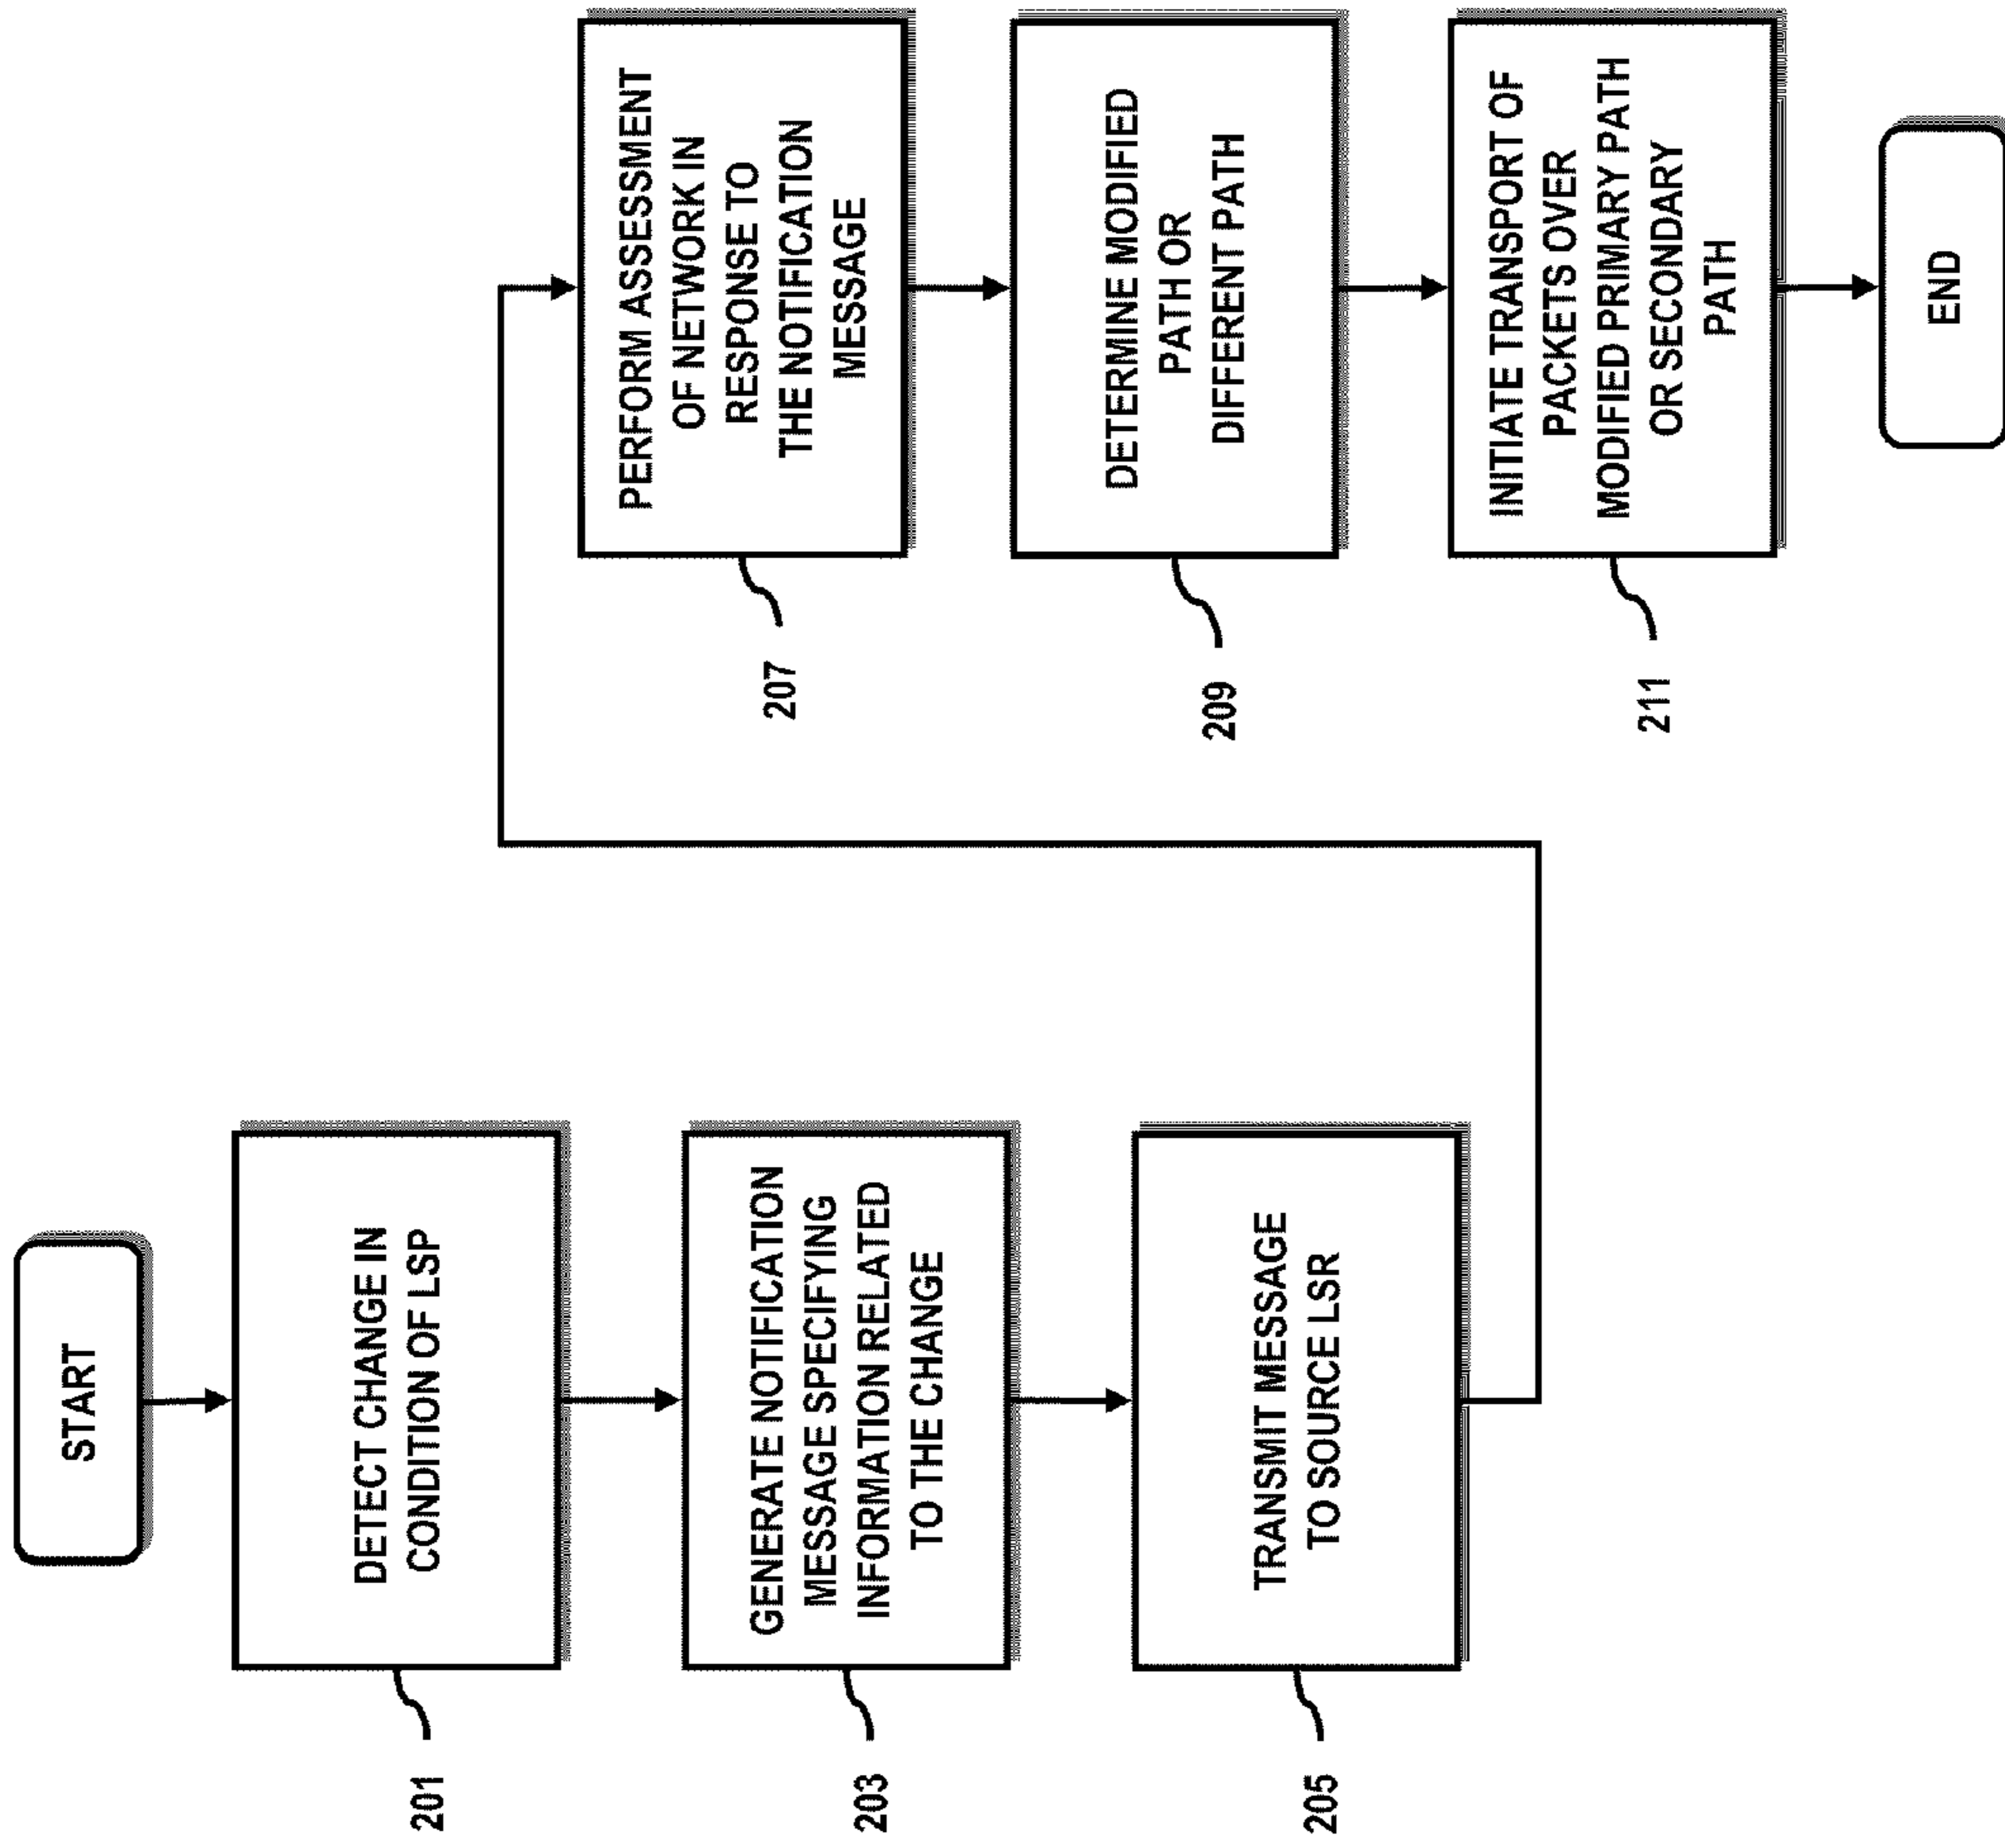 START
DETECT CHANGE IN
CONDITION OF LSP
201
GENERATE NOTIFICATION
MESSAGE SPECIFYING
INFORMATION RELATED
TO THE CHANGE
203
TRANSMIT MESSAGE
TO SOURCE LSR
205
PERFORM ASSESSMENT
OF NETWORK IN
RESPONSE TO
THE NOTIFICATION
MESSAGE
207
DETERMINE MODIFIED
PATH OR
DIFFERENT PATH
209
INITIATE TRANSPORT OF
PACKETS OVER
MODIFIED PRIMARY PATH
OR SECONDARY
PATH
211
END